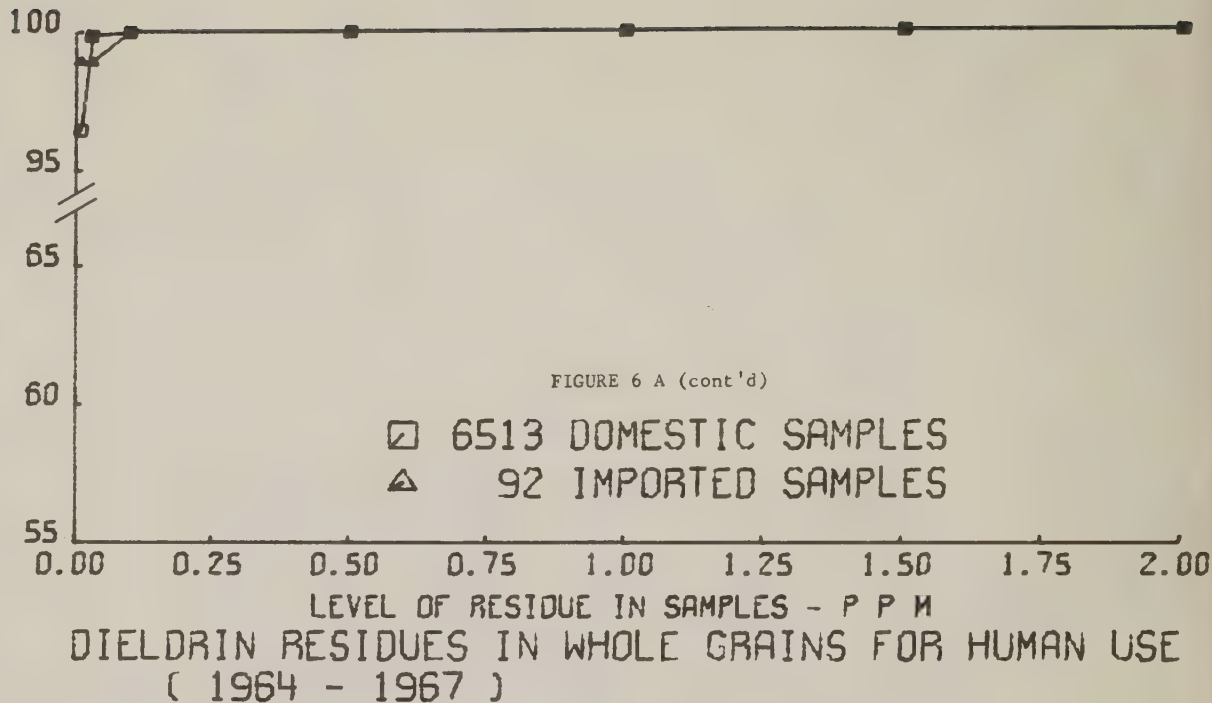 100
95
65
60
FIGURE 6 A (cont'd)
6513 DOMESTIC SAMPLES
92 IMPORTED SAMPLES
55
0.00 0.25 0.50 0.75 1.00 1.25 1.50 1.75 2.00
LEVEL OF RESIDUE IN SAMPLES - P P M
DIELDRIN RESIDUES IN WHOLE GRAINS FOR HUMAN USE
( 1964 - 1967 )